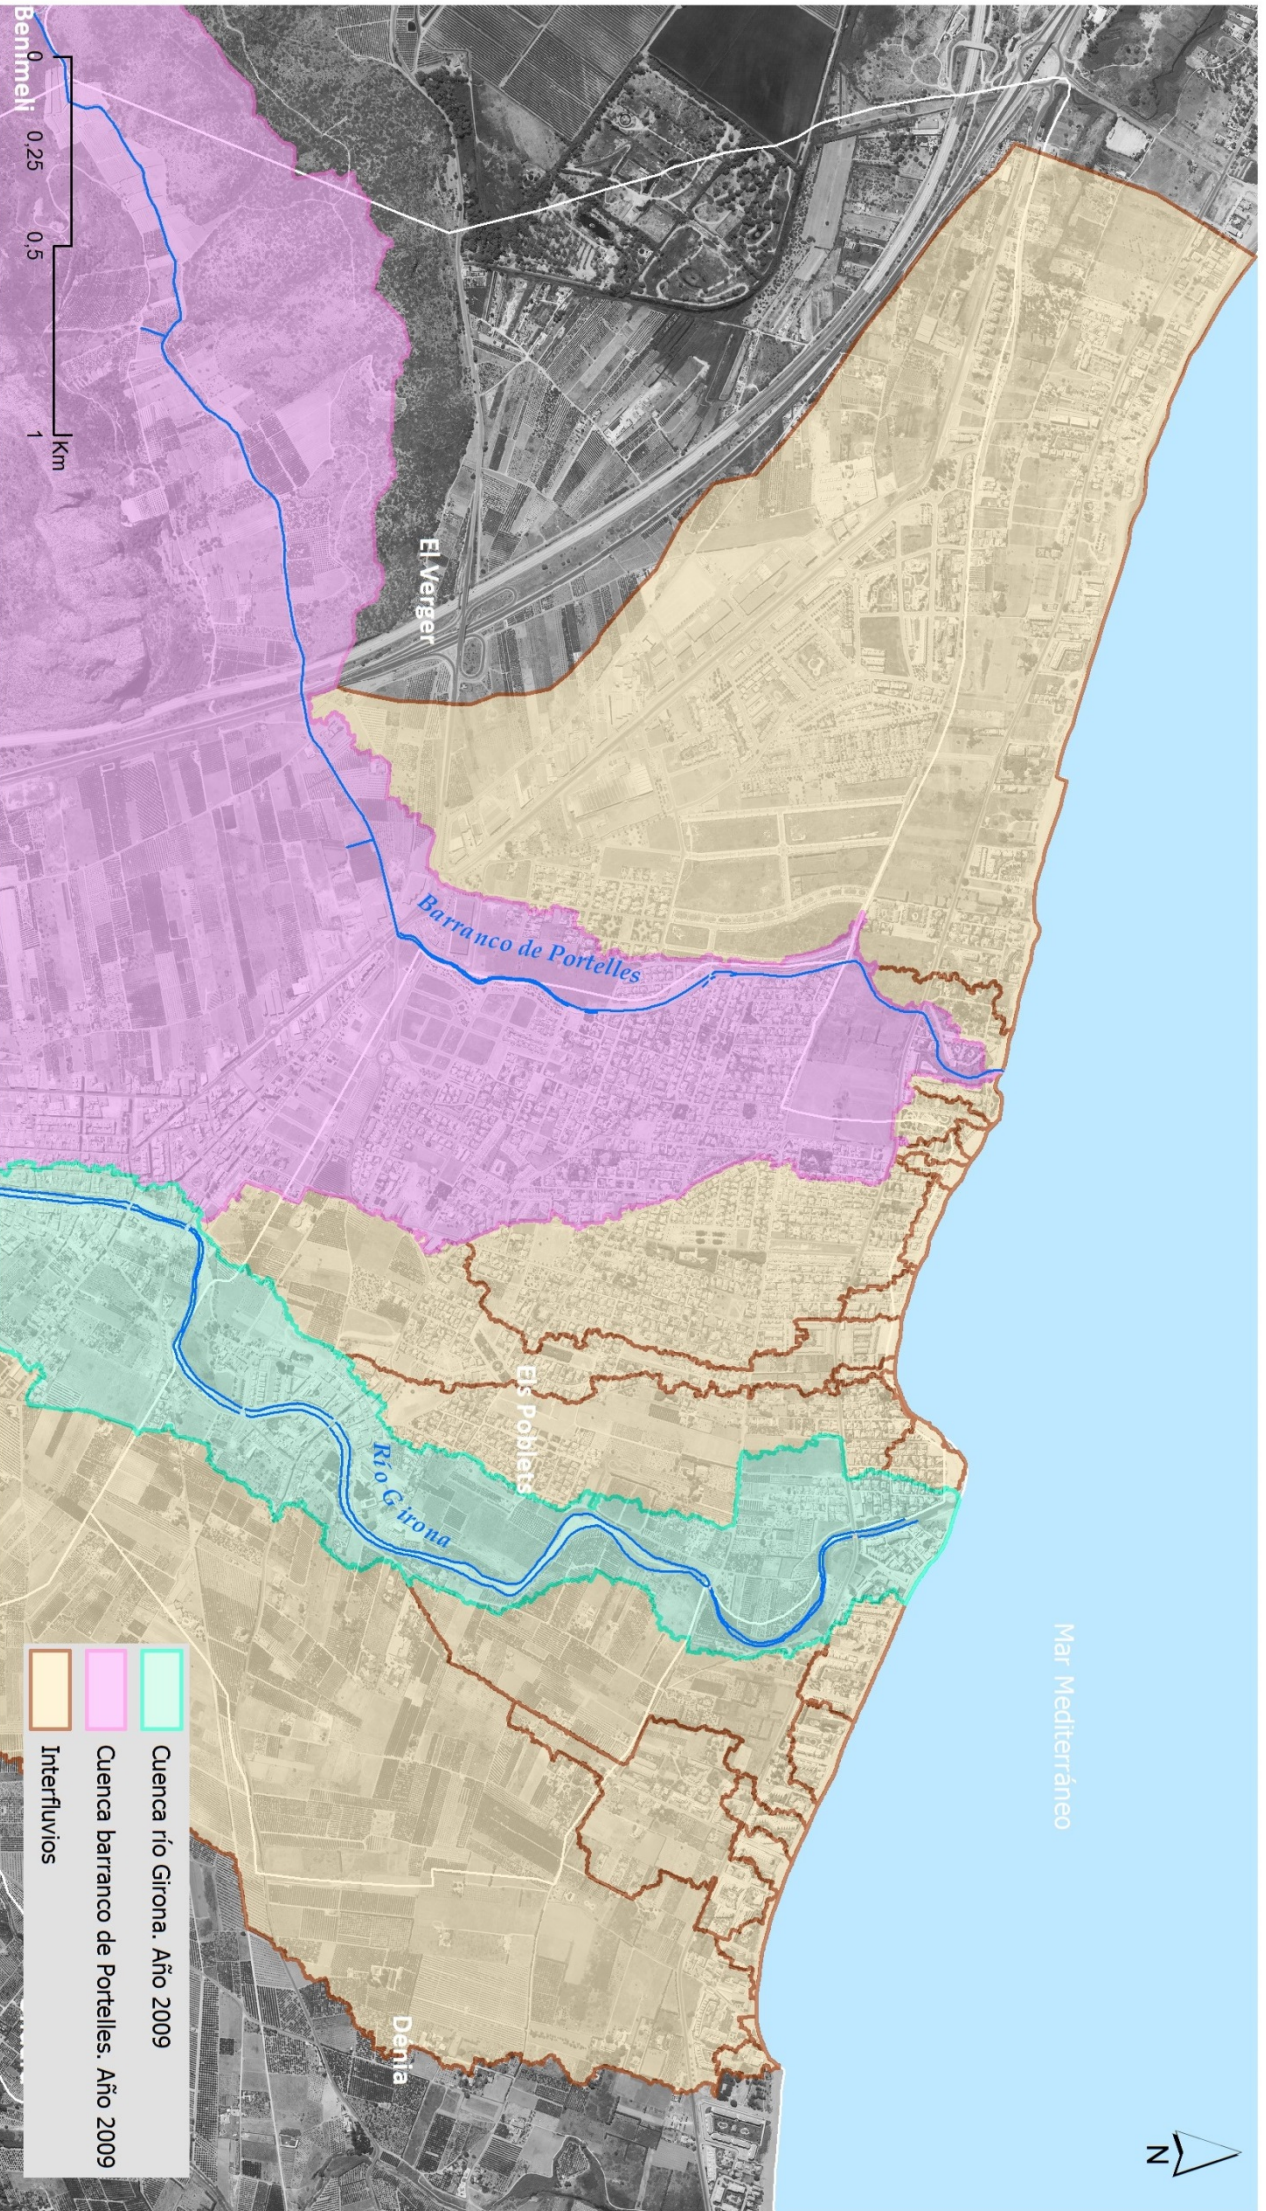 Mar Mediterráneo
N
El Verger
Barranco de Portelles
Els Poblets
Río Girona
Dénia
Benimeli
0 0,25 0,5 1
Km
Cuenca río Girona. Año 2009
Cuenca barranco de Portelles. Año 2009
Interfluvios